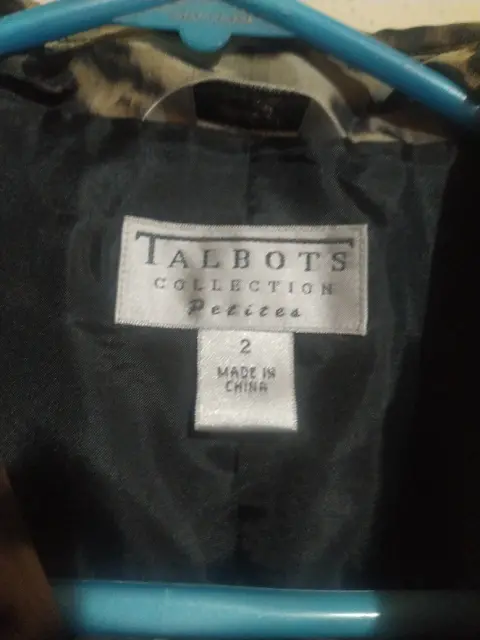 TALBOTS
COLLECTION
Petites
2
MADE IN
CHINA